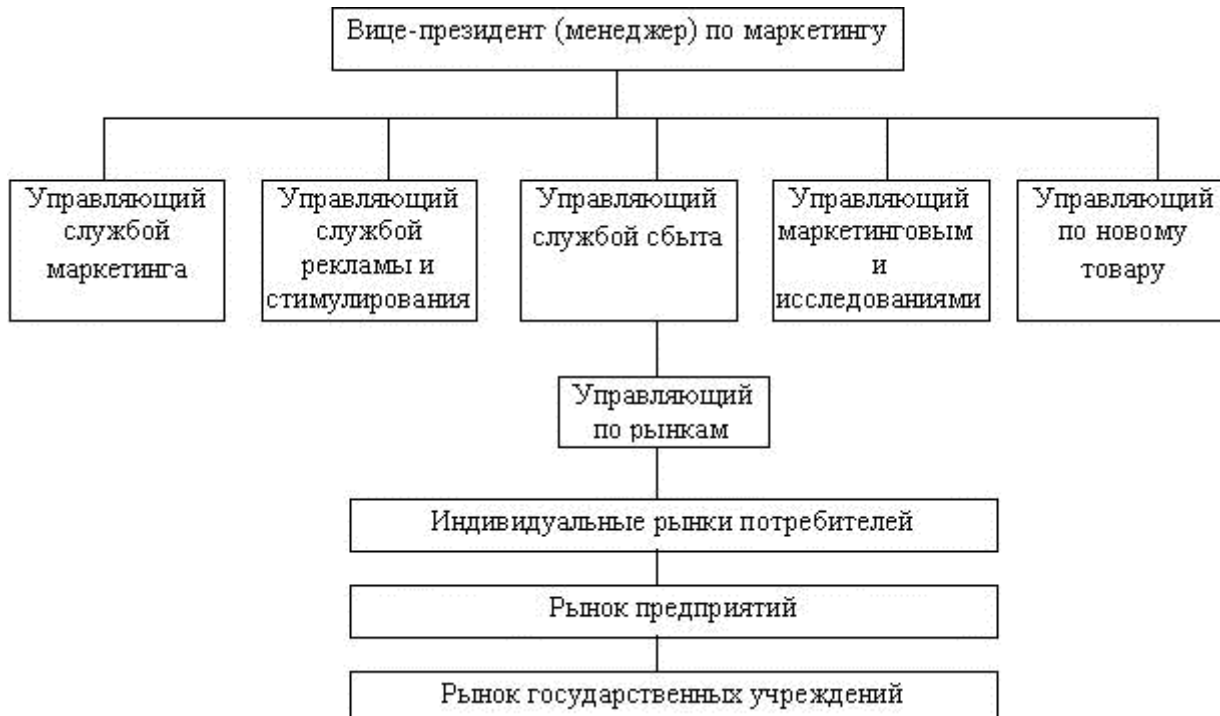 Вице-президент (менеджер) по маркетингу
Управляющий
службой
маркетинга
Управляющий
службой
рекламы и
стимулирования
Управляющий
службой сбыта
Управляющий
маркетинговым
и
исследованиями
Управляющий
по новому
товару
Управляющий
по рынкам
Индивидуальные рынки потребителей
Рынок предприятий
Рынок государственных учреждений